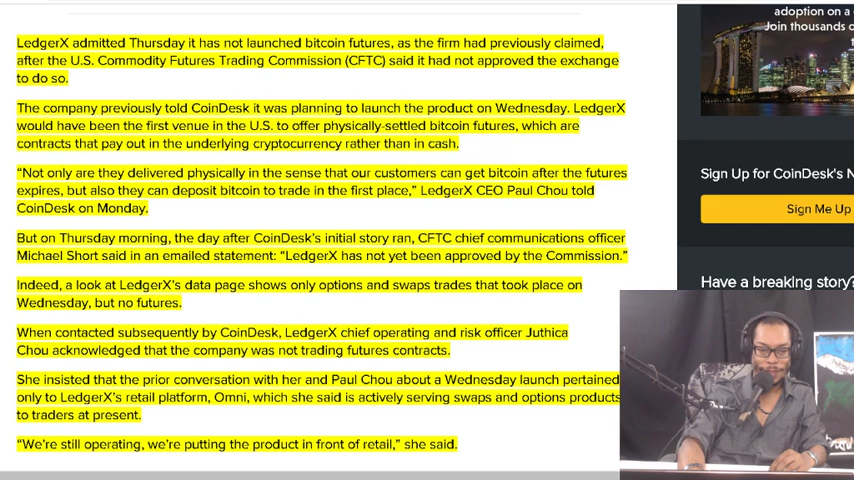 LedgerX admitted Thursday it has not launched bitcoin futures, as the firm had previously claimed,
after the U.S. Commodity Futures Trading Commission (CFTC) said it had not approved the exchange
to do so.
The company previously told CoinDesk it was planning to launch the product on Wednesday. LedgerX
would have been the first venue in the U.S. to offer physically-settled bitcoin futures, which are
contracts that pay out in the underlying cryptocurrency rather than in cash.
“Not only are they delivered physically in the sense that our customers can get bitcoin after the futures
expires, but also they can deposit bitcoin to trade in the first place,” LedgerX CEO Paul Chou told
CoinDesk on Monday.
But on Thursday morning, the day after CoinDesk’s initial story ran, CFTC chief communications officer
Michael Short said in an emailed statement: “LedgerX has not yet been approved by the Commission.”
Indeed, a look at LedgerX’s data page shows only options and swaps trades that took place on
Wednesday, but no futures.
When contacted subsequently by CoinDesk, LedgerX chief operating and risk officer Juthica
Chou acknowledged that the company was not trading futures contracts.
She insisted that the prior conversation with her and Paul Chou about a Wednesday launch pertained
only to LedgerX’s retail platform, Omni, which she said is actively serving swaps and options products
to traders at present.
“We’re still operating, we’re putting the product in front of retail,” she said.
adoption on a
Join thousands o
Sign Up for CoinDesk's N
Sign Me Up
Have a breaking story?